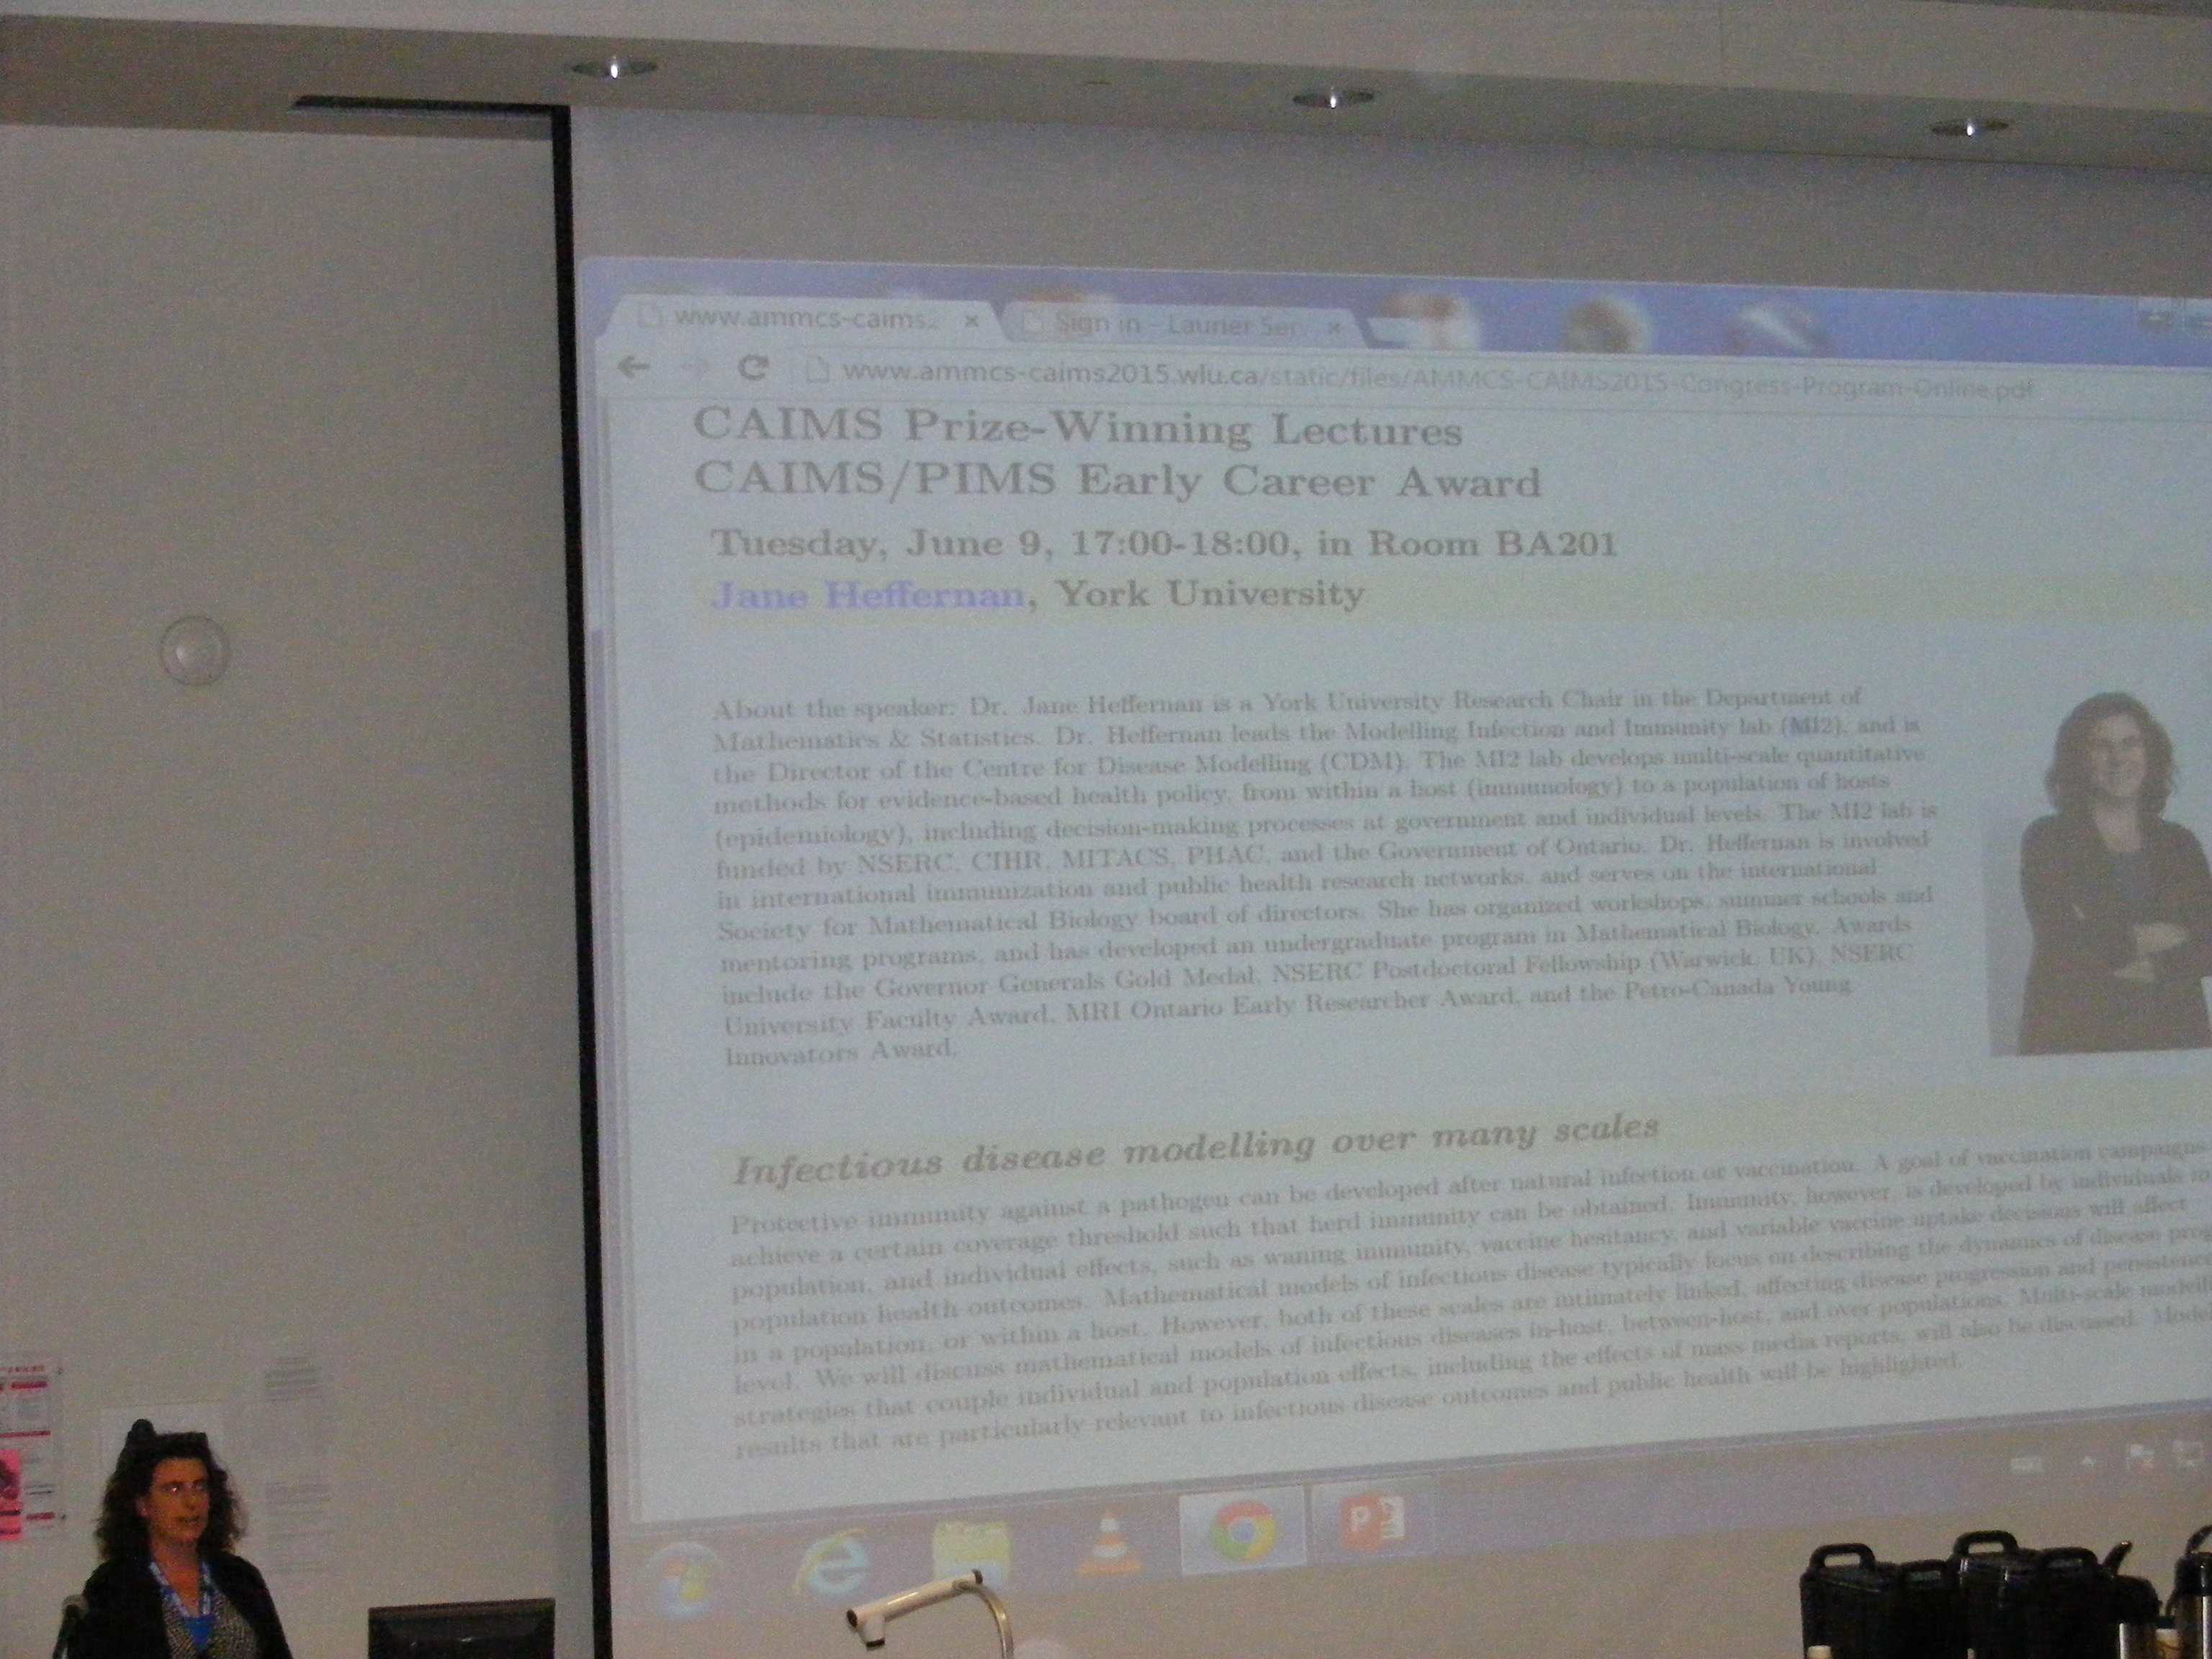 www.ammcs-caims2
Sign in - Laurier Serv
www.ammcs-caims2015.wlu.ca/static/files/AMMCS-CAIMS2015-Congress-Program-Online.pdf
CAIMS Prize-Winning Lectures
CAIMS/PIMS Early Career Award
Tuesday, June 9, 17:00-18:00, in Room BA201
Jane Heffernan, York University
About the speaker: Dr. Jane Heffernan is a York University Research Chair in the Department of
Mathematics & Statistics. Dr. Heffernan leads the Modelling Infection and Immunity lab (MI2), and is
the Director of the Centre for Disease Modelling (CDM). The MI2 lab develops multi-scale quantitative
methods for evidence-based health policy, from within a host (immunology) to a population of hosts
(epidemiology), including decision-making processes at government and individual levels. The MI2 lab is
funded by NSERC, CIHR, MITACS, PHAC, and the Government of Ontario. Dr. Heffernan is involved
in international immunization and public health research networks, and serves on the international
Society for Mathematical Biology board of directors. She has organized workshops, summer schools and
mentoring programs, and has developed an undergraduate program in Mathematical Biology. Awards
include the Governor Generals Gold Medal, NSERC Postdoctoral Fellowship (Warwick, UK), NSERC
University Faculty Award, MRI Ontario Early Researcher Award, and the Petro-Canada Young
Innovators Award.
Infectious disease modelling over many scales
Protective immunity against a pathogen can be developed after natural infection or vaccination. A goal of vaccination campaigns
achieve a certain coverage threshold such that herd immunity can be obtained. Immunity, however, is developed by individuals in
population, and individual effects, such as waning immunity, vaccine hesitancy, and variable vaccine uptake decisions will affect
population health outcomes. Mathematical models of infectious disease typically focus on describing the dynamics of disease prog
in a population, or within a host. However, both of these scales are intimately linked, affecting disease progression and persistence
level. We will discuss mathematical models of infectious diseases in-host, between-host, and over populations. Multi-scale modelli
strategies that couple individual and population effects, including the effects of mass media reports, will also be discussed. Model
results that are particularly relevant to infectious disease outcomes and public health will be highlighted.